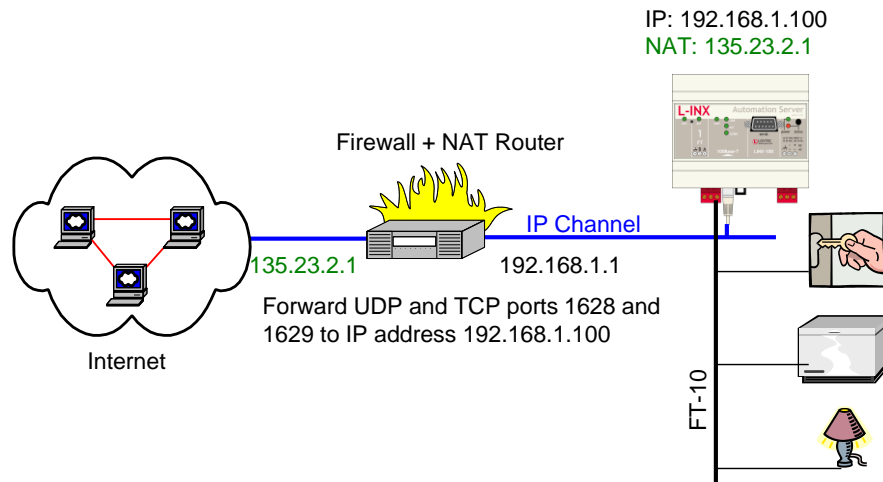 IP: 192.168.1.100
NAT: 135.23.2.1
L-INX
Automation Server
Firewall + NAT Router
IP Channel
135.23.2.1
192.168.1.1
Forward UDP and TCP ports 1628 and
1629 to IP address 192.168.1.100
Internet
FT-10